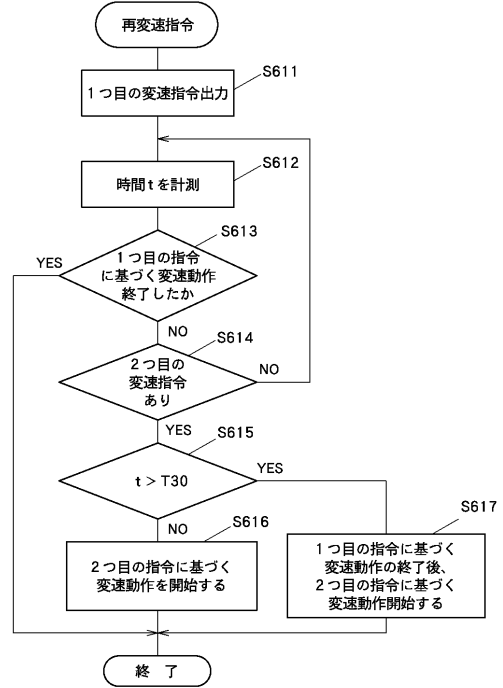 再変速指令
S611
1つ目の変速指令出力
S612
時間tを計測
S613
YES
1つ目の指令
に基づく変速動作
終了したか
NO
S614
2つ目の
変速指令
あり
NO
YES
S615
t>T30
YES
NO
S616
2つ目の指令に基づく
変速動作を開始する
S617
1つ目の指令に基づく
変速動作の終了後、
2つ目の指令に基づく
変速動作開始する
終 了